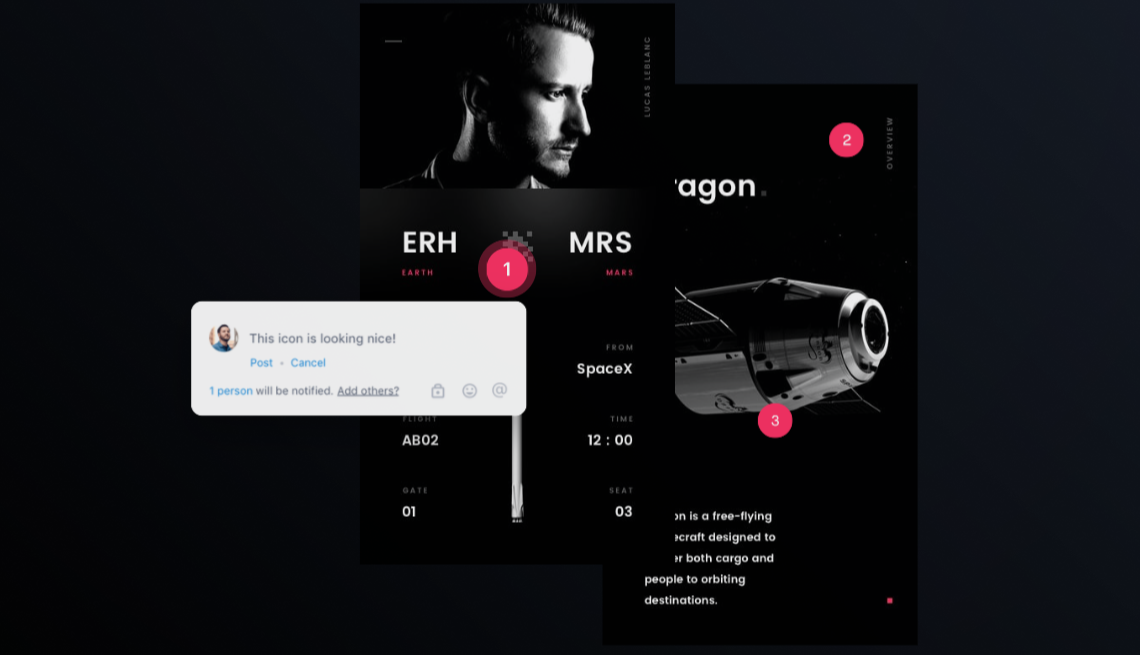 LUCAS LEBLANC
ERH
MRS
EARTH
MARS
1
This icon is looking nice!
Post • Cancel
1 person will be notified. Add others?
FROM
SpaceX
FLIGHT
TIME
AB02
12 : 00
GATE
SEAT
01
03
OVERVIEW
2
ragon.
3
on is a free-flying
ecraft designed to
er both cargo and
people to orbiting
destinations.